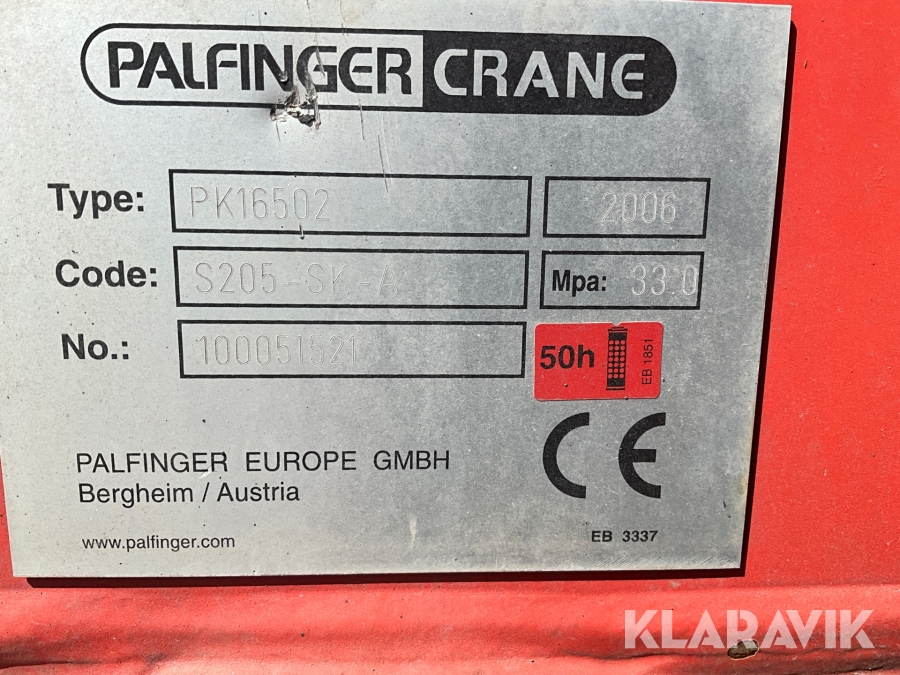 PALFINGER CRANE
Type: PK16502 2006
Code: S205-SK-A Mpa: 33.0
No.: 100051521
50h EB 1851
CE
PALFINGER EUROPE GMBH
Bergheim / Austria
www.palfinger.com
EB 3337
KLARAVIK